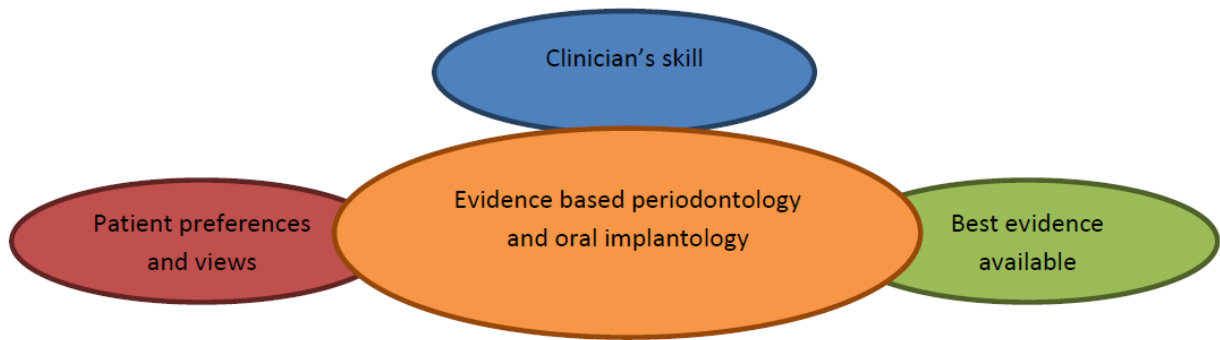 Clinician’s skill
Evidence based periodontology
and oral implantology
Patient preferences
and views
Best evidence
available